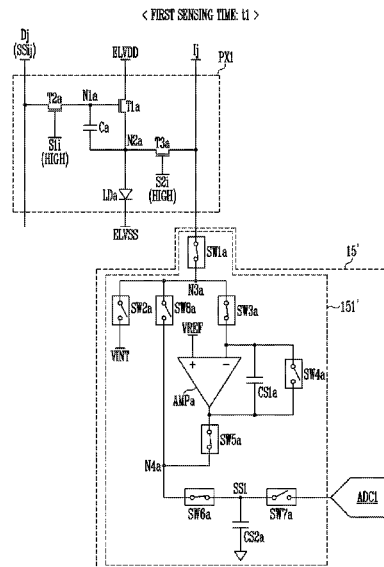 < FIRST SENSING TIME: t1 >
Dj
(SSij)
ELVDD
Ij
PX1
T2a
N1a
T1a
Ca
S1i
(HIGH)
N2a
T3a
S2i
(HIGH)
LDa
ELVSS
SW1a
15'
N3a
151'
SW2a
SW8a
SW3a
VREF
VINT
+
-
AMPa
CS1a
SW4a
SW5a
N4a
SS1
ADC1
SW6a
SW7a
CS2a